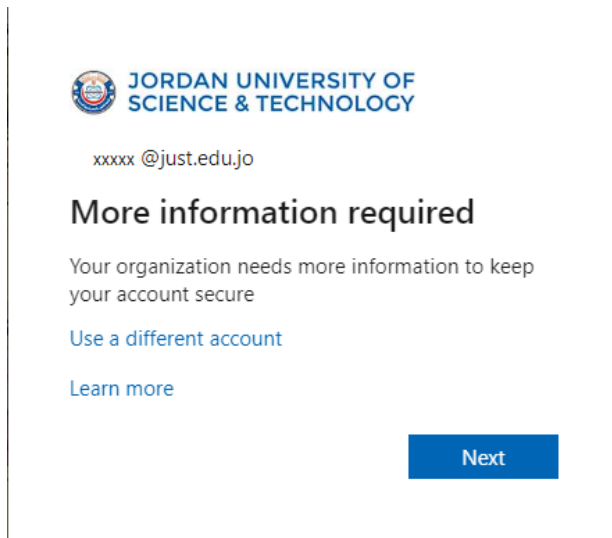 JORDAN UNIVERSITY OF
SCIENCE & TECHNOLOGY
xxxxx @just.edu.jo
More information required
Your organization needs more information to keep
your account secure
Use a different account
Learn more
Next